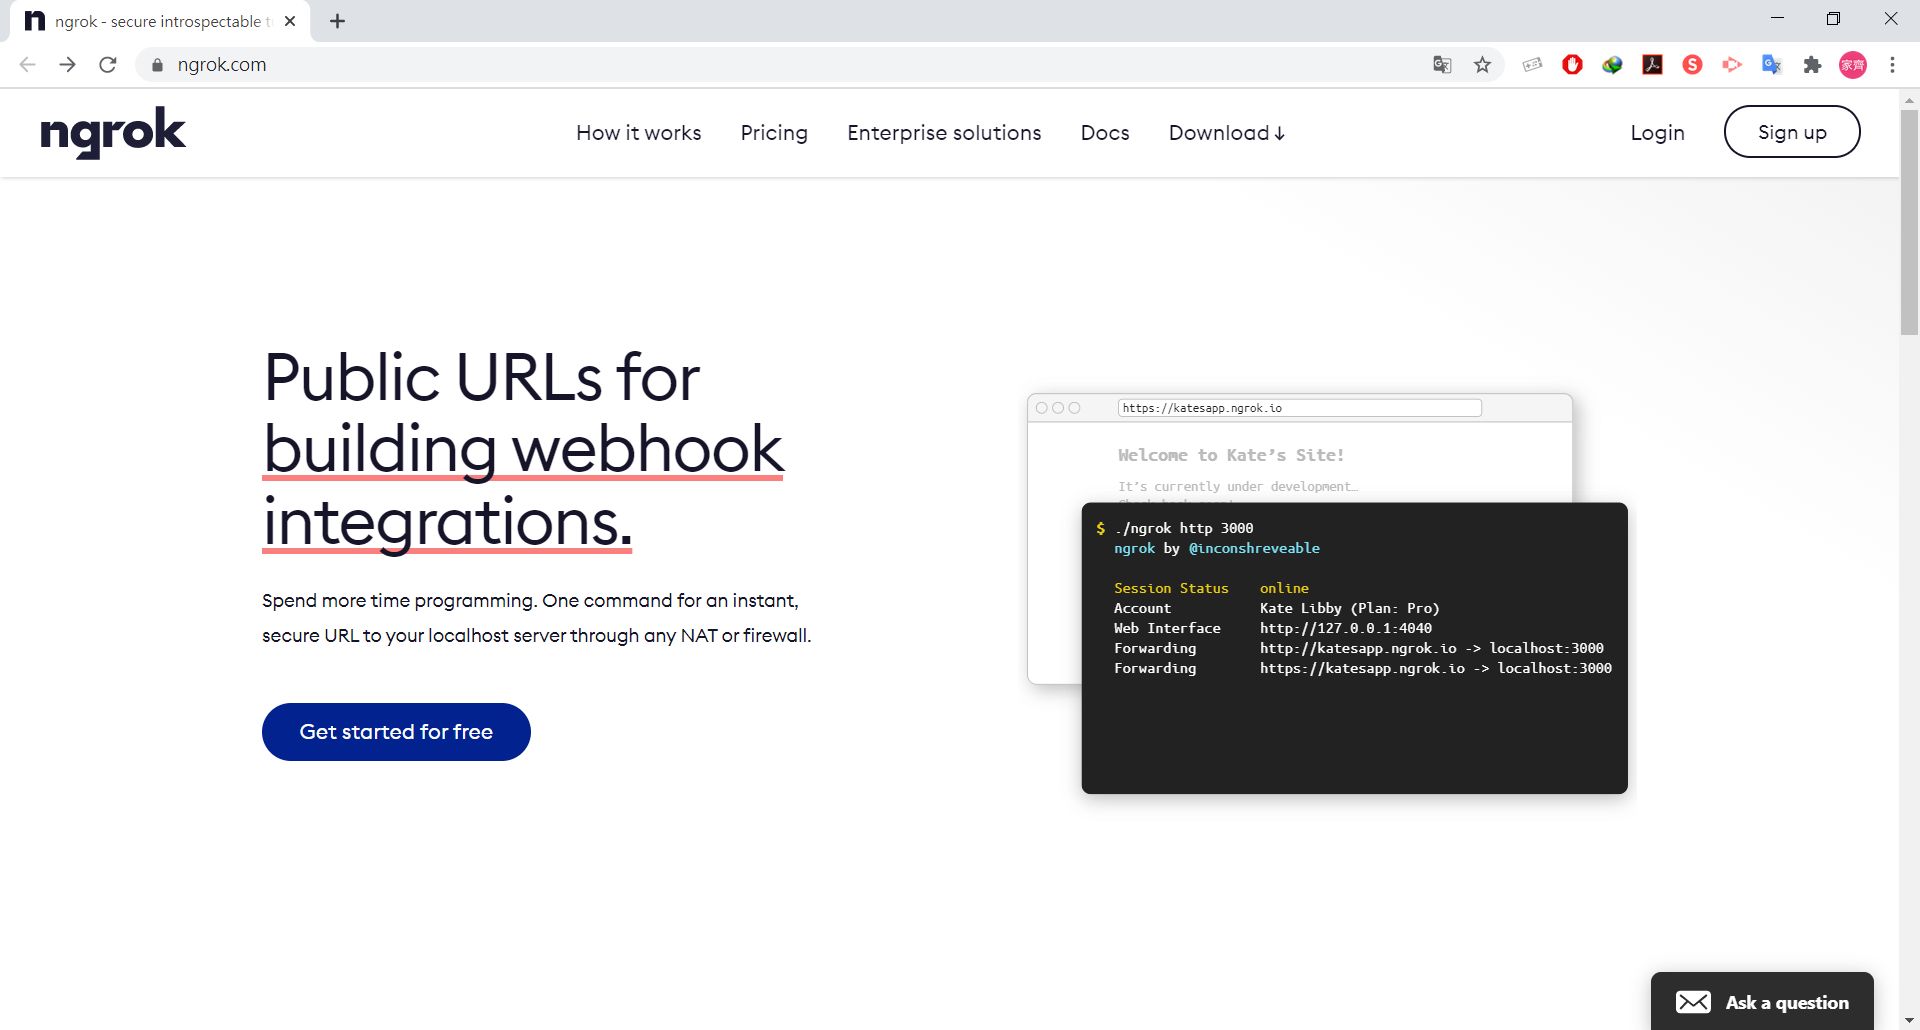 n ngrok - secure introspectable t
ngrok.com
家齊
ngrok
How it works
Pricing
Enterprise solutions
Docs
Download ↓
Login
Sign up
Public URLs for
building webhook
integrations.
Spend more time programming. One command for an instant,
secure URL to your localhost server through any NAT or firewall.
Get started for free
https://katesapp.ngrok.io
Welcome to Kate's Site!
It's currently under development…
$ ./ngrok http 3000
ngrok by @inconshreveable
Session Status online
Account Kate Libby (Plan: Pro)
Web Interface http://127.0.0.1:4040
Forwarding http://katesapp.ngrok.io -> localhost:3000
Forwarding https://katesapp.ngrok.io -> localhost:3000
Ask a question